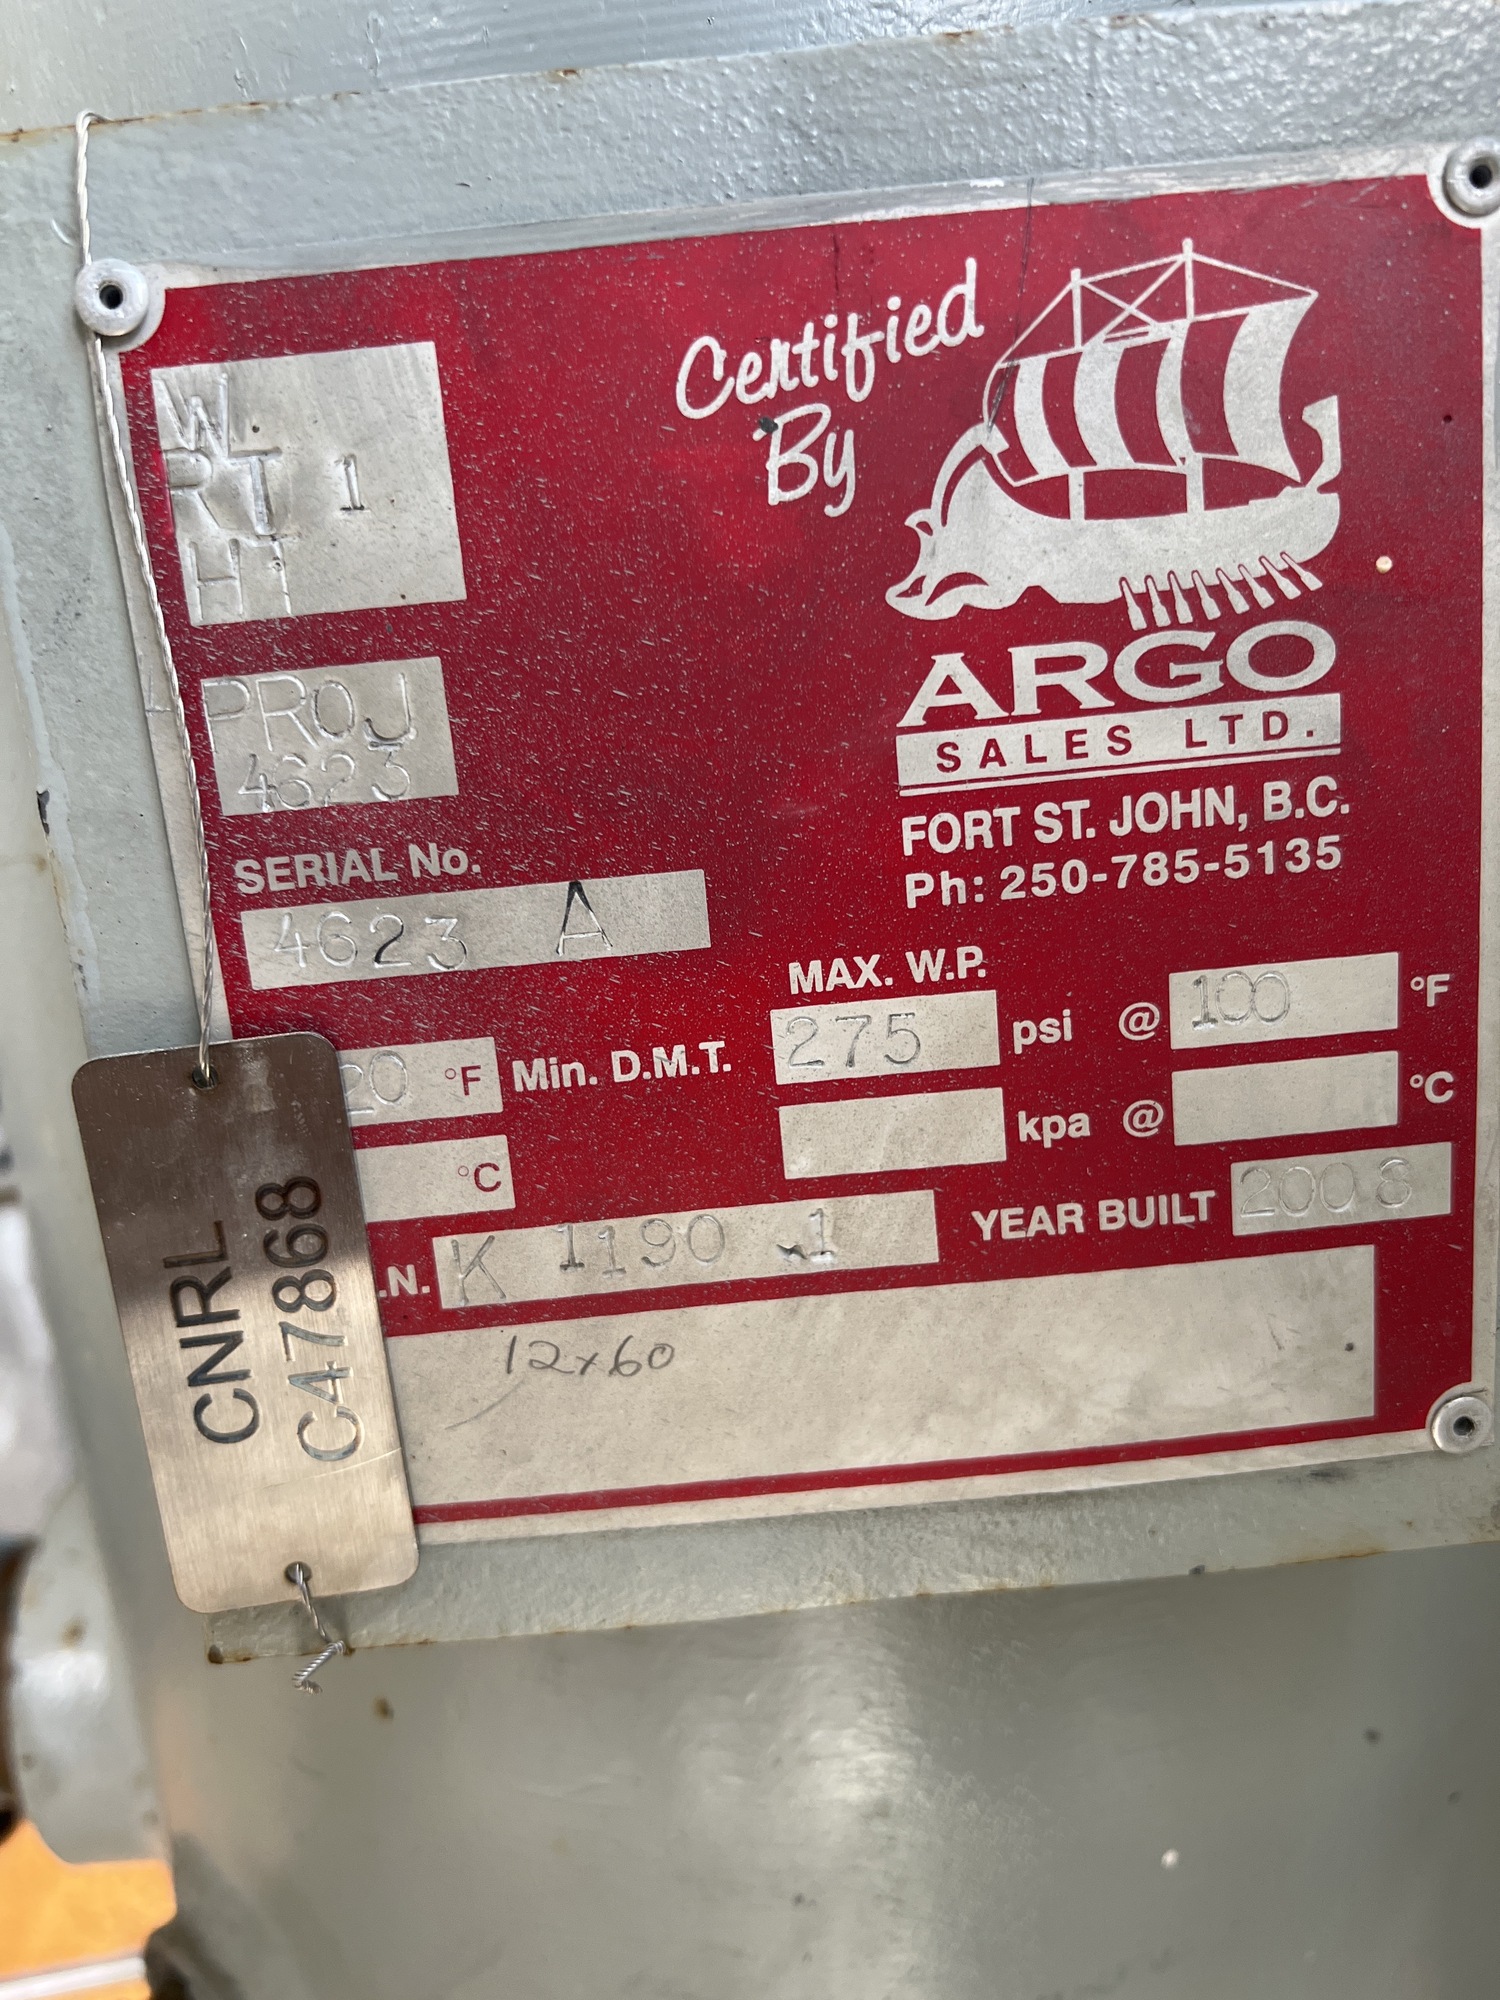 Certified
By
W
RT 1
HT
PROJ
4623
ARGO
SALES LTD.
FORT ST. JOHN, B.C.
Ph: 250-785-5135
SERIAL No.
4623 A
MAX. W.P.
20 °F Min. D.M.T. 275 psi @ 100 °F
°C kpa @ °C
.N. K 1190 .1 YEAR BUILT 2008
12x60
CNRL
C47868